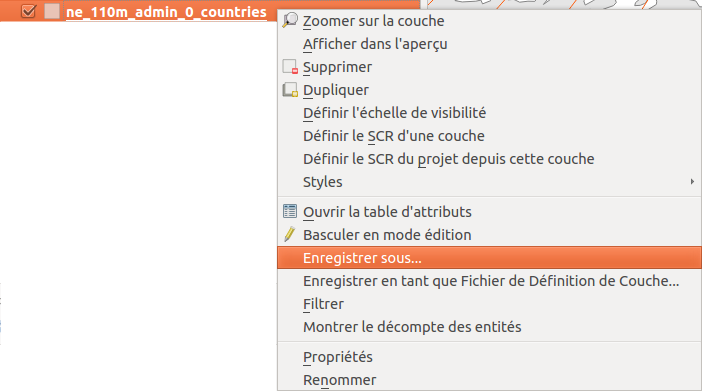 ne_110m_admin_0_countries
Zoomer sur la couche
Afficher dans l'aperçu
Supprimer
Dupliquer
Définir l'échelle de visibilité
Définir le SCR d'une couche
Définir le SCR du projet depuis cette couche
Styles
Ouvrir la table d'attributs
Basculer en mode édition
Enregistrer sous...
Enregistrer en tant que Fichier de Définition de Couche...
Filtrer
Montrer le décompte des entités
Propriétés
Renommer